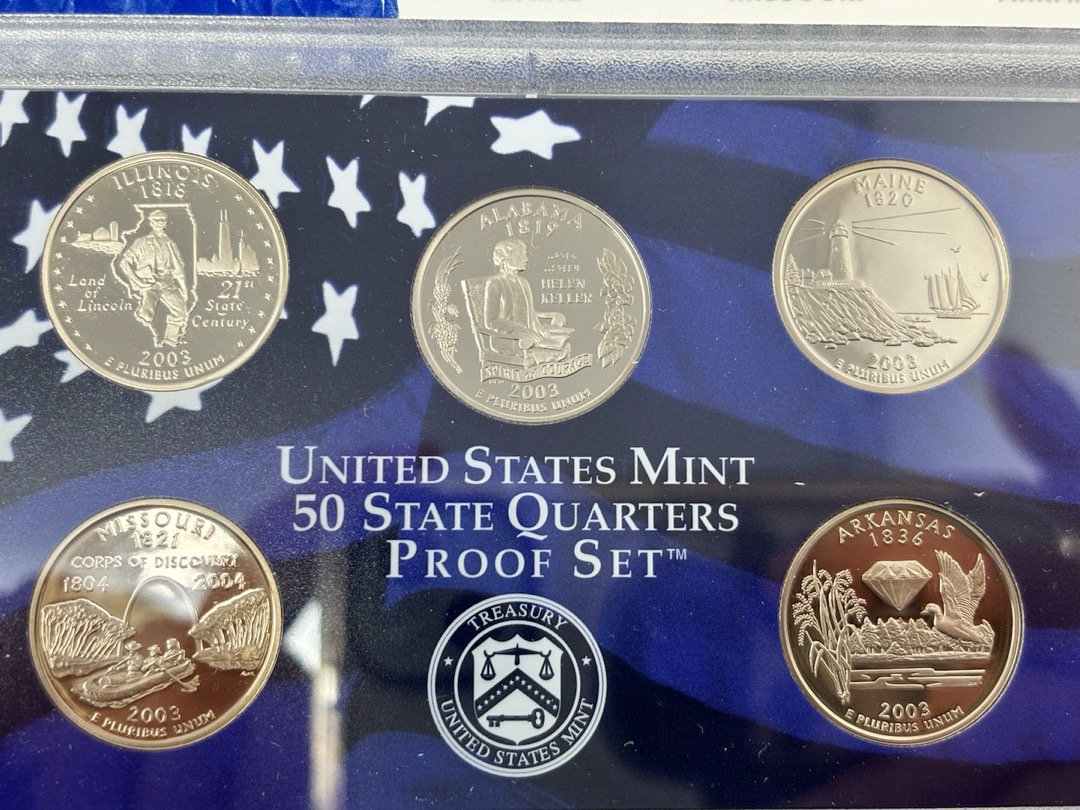 ILLINOIS
1818
Land
of
Lincoln
21st
State
Century
2003
E PLURIBUS UNUM
ALABAMA
1819
HELEN
KELLER
SPIRIT of COURAGE
2003
E PLURIBUS UNUM
MAINE
1820
2003
E PLURIBUS UNUM
UNITED STATES MINT
50 STATE QUARTERS
PROOF SET™
MISSOURI
1821
CORPS OF DISCOVERY
1804 2004
2003
E PLURIBUS UNUM
TREASURY
UNITED STATES MINT
ARKANSAS
1836
2003
E PLURIBUS UNUM